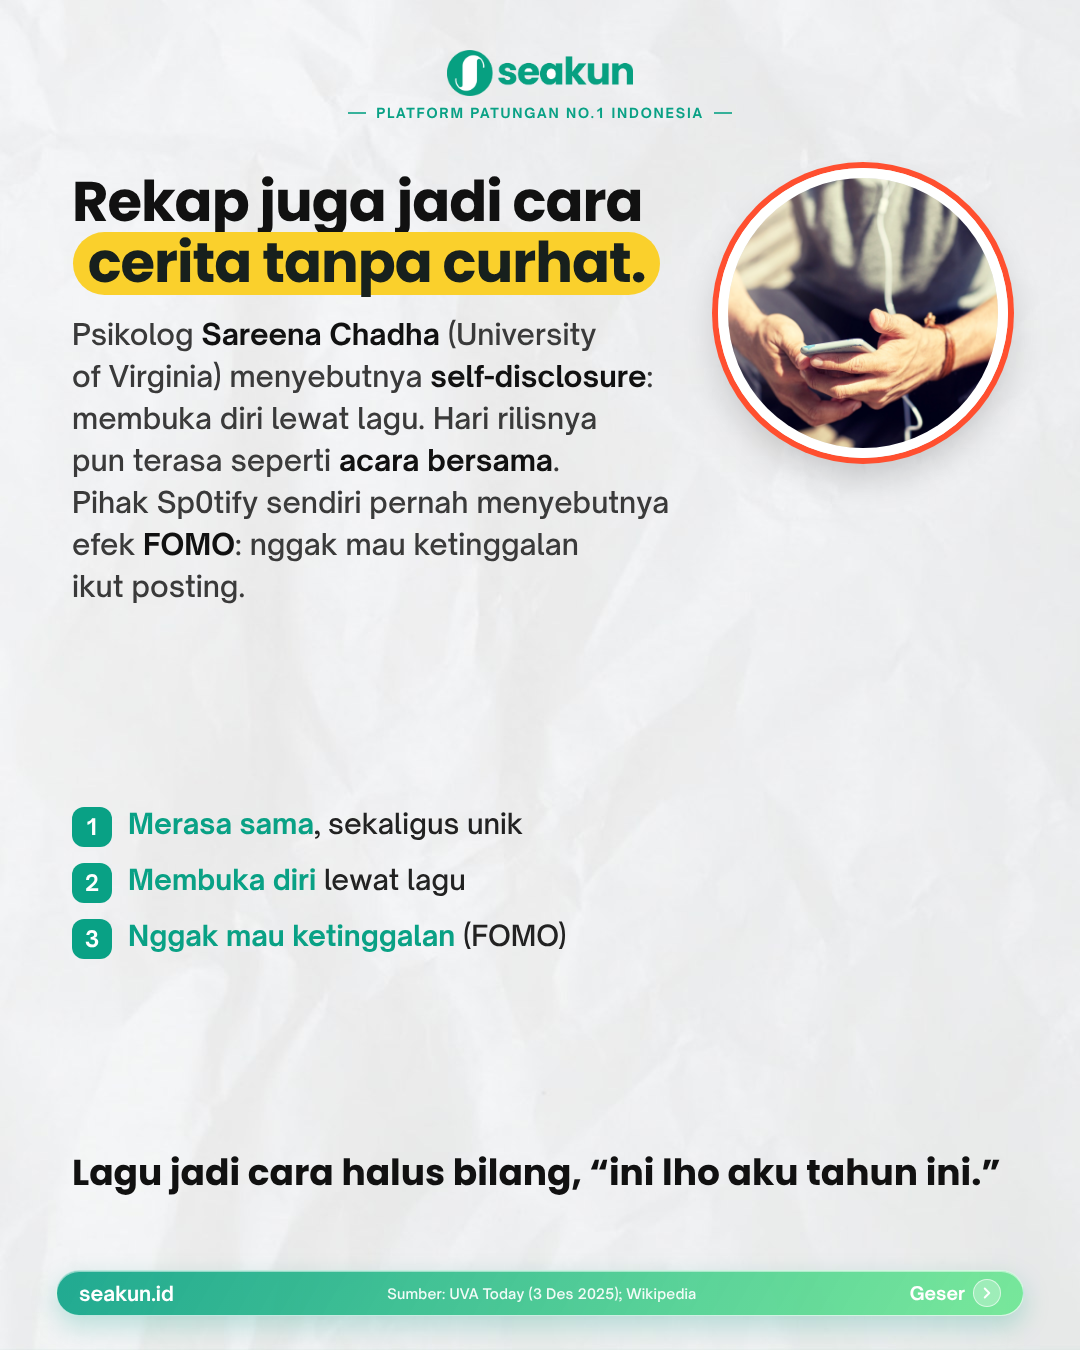 seakun
PLATFORM PATUNGAN NO.1 INDONESIA
Rekap juga jadi cara
cerita tanpa curhat.
Psikolog Sareena Chadha (University
of Virginia) menyebutnya self-disclosure:
membuka diri lewat lagu. Hari rilisnya
pun terasa seperti acara bersama.
Pihak Sp0tify sendiri pernah menyebutnya
efek FOMO: nggak mau ketinggalan
ikut posting.
1 Merasa sama, sekaligus unik
2 Membuka diri lewat lagu
3 Nggak mau ketinggalan (FOMO)
Lagu jadi cara halus bilang, “ini lho aku tahun ini.”
seakun.id
Sumber: UVA Today (3 Des 2025); Wikipedia
Geser